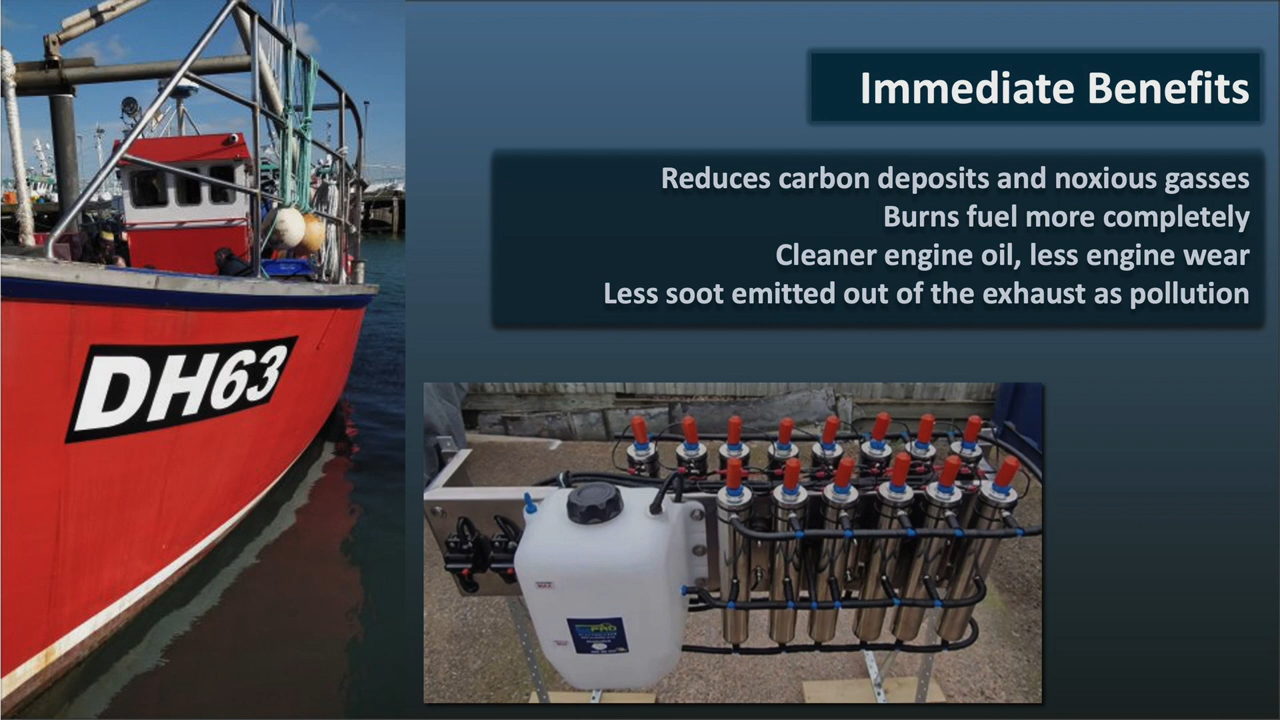 Immediate Benefits
Reduces carbon deposits and noxious gasses
Burns fuel more completely
Cleaner engine oil, less engine wear
Less soot emitted out of the exhaust as pollution
DH63